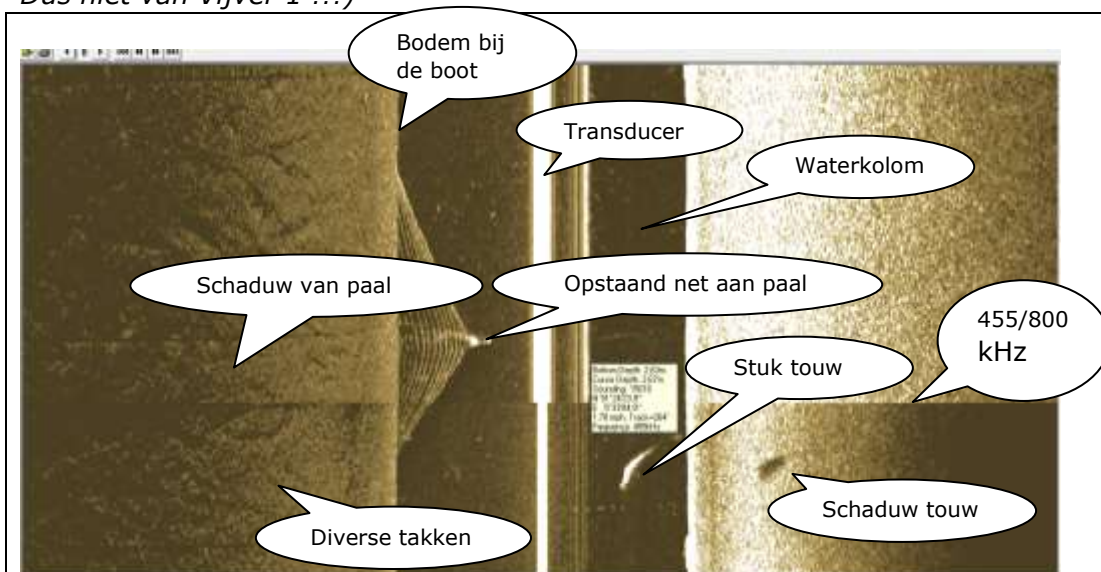 Dus niet van Vijver 1 !!!)
Bodem bij
de boot
Transducer
Waterkolom
Schaduw van paal
Opstaand net aan paal
455/800
kHz
Stuk touw
Schaduw touw
Diverse takken